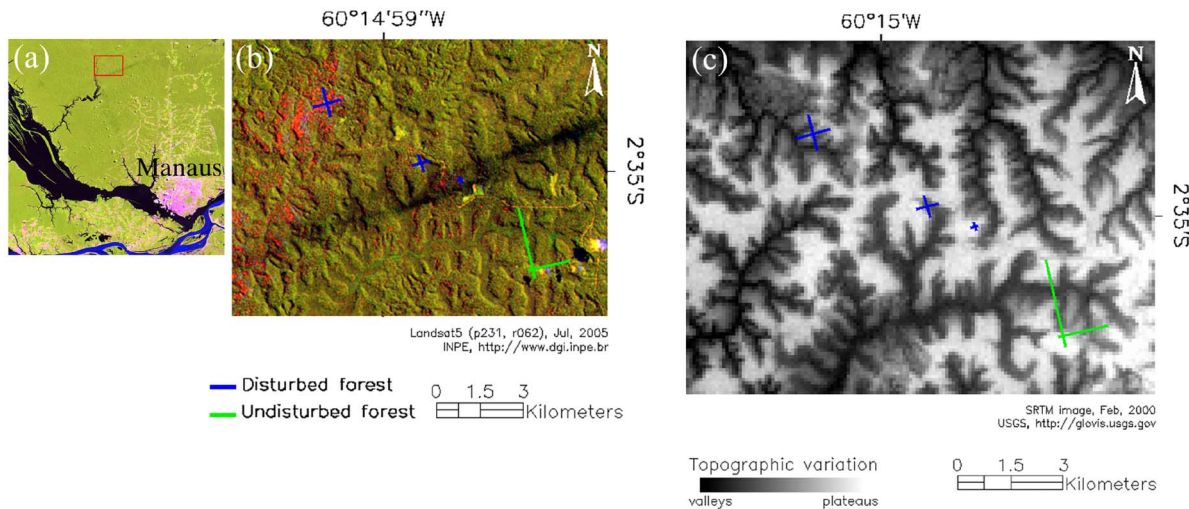 (a)
Manaus
60°14'59"W
(b)
N
2°35'S
Landsat5 (p231, r062), Jul, 2005
INPE, http://www.dgi.inpe.br
Disturbed forest
Undisturbed forest
0 1.5 3
Kilometers
60°15'W
(c)
N
2°35'S
SRTM image, Feb, 2000
USGS, http://glovis.usgs.gov
Topographic variation
valleys plateaus
0 1.5 3
Kilometers